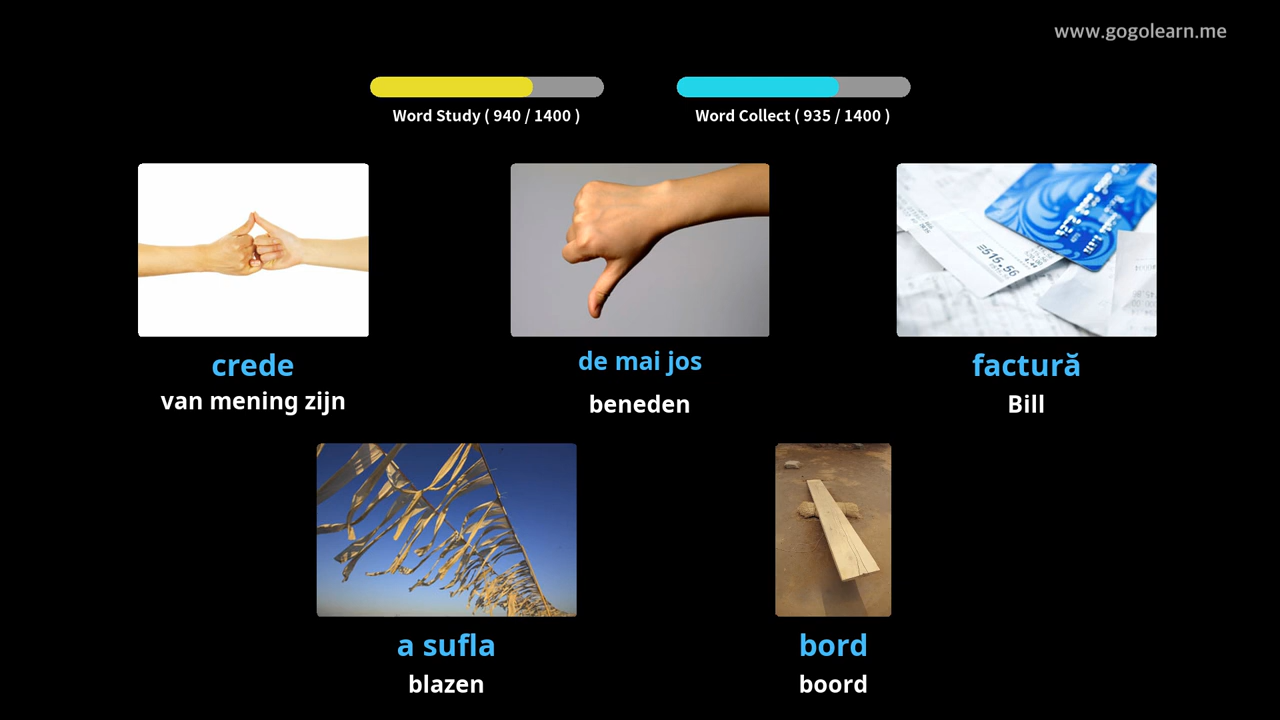 www.gogolearn.me
Word Study ( 940 / 1400 )
Word Collect ( 935 / 1400 )
crede
van mening zijn
de mai jos
beneden
factură
Bill
a sufla
blazen
bord
boord